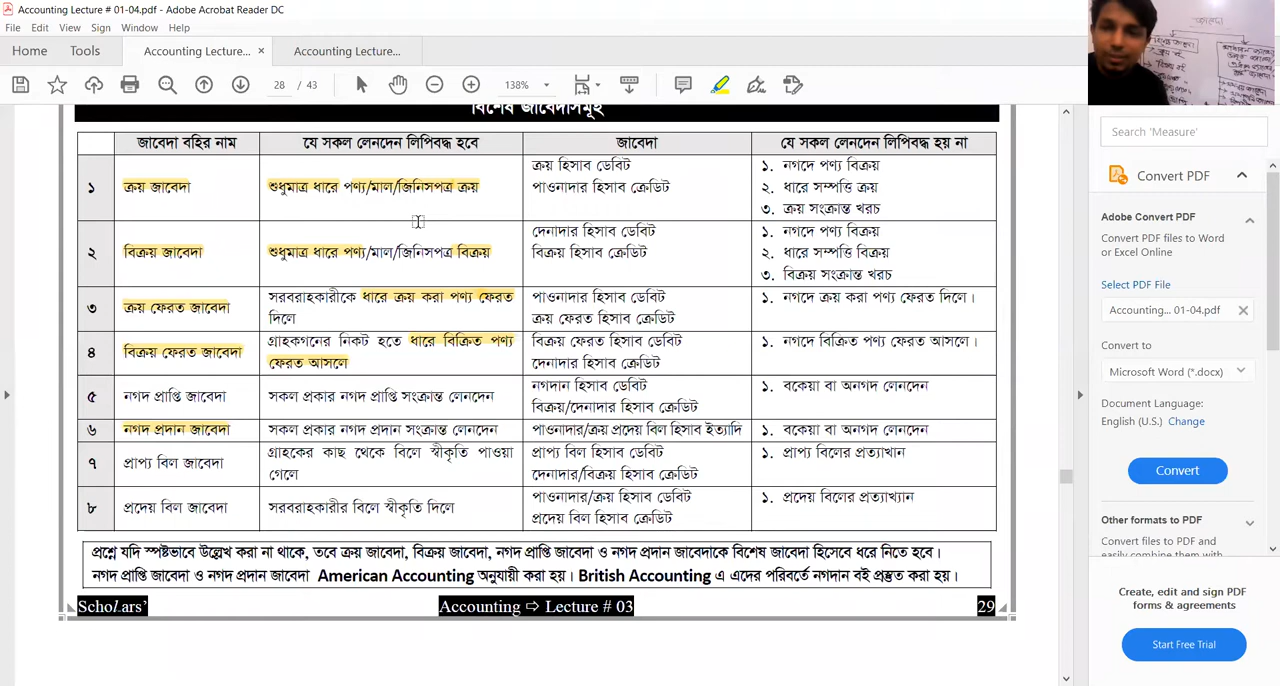 Accounting Lecture # 01-04.pdf - Adobe Acrobat Reader DC
File Edit View Sign Window Help
Home Tools Accounting Lecture... × Accounting Lecture...
28 / 43 138%
বিশেষ জাবেদাসমূহ
জাবেদা বহির নাম যে সকল লেনদেন লিপিবদ্ধ হবে জাবেদা যে সকল লেনদেন লিপিবদ্ধ হয় না
১ ক্রয় জাবেদা শুধুমাত্র ধারে পণ্য/মাল/জিনিসপত্র ক্রয়
ক্রয় হিসাব ডেবিট
পাওনাদার হিসাব ক্রেডিট
১. নগদে পণ্য বিক্রয়
২. ধারে সম্পত্তি ক্রয়
৩. ক্রয় সংক্রান্ত খরচ
২ বিক্রয় জাবেদা শুধুমাত্র ধারে পণ্য/মাল/জিনিসপত্র বিক্রয়
দেনাদার হিসাব ডেবিট
বিক্রয় হিসাব ক্রেডিট
১. নগদে পণ্য বিক্রয়
২. ধারে সম্পত্তি বিক্রয়
৩. বিক্রয় সংক্রান্ত খরচ
৩ ক্রয় ফেরত জাবেদা
সরবরাহকারীকে ধারে ক্রয় করা পণ্য ফেরত
দিলে
পাওনাদার হিসাব ডেবিট
ক্রয় ফেরত হিসাব ক্রেডিট
১. নগদে ক্রয় করা পণ্য ফেরত দিলে।
৪ বিক্রয় ফেরত জাবেদা
গ্রাহকগনের নিকট হতে ধারে বিক্রিত পণ্য
ফেরত আসলে
বিক্রয় ফেরত হিসাব ডেবিট
দেনাদার হিসাব ক্রেডিট
১. নগদে বিক্রিত পণ্য ফেরত আসলে।
৫ নগদ প্রাপ্তি জাবেদা সকল প্রকার নগদ প্রাপ্তি সংক্রান্ত লেনদেন
নগদান হিসাব ডেবিট
বিক্রয়/দেনাদার হিসাব ক্রেডিট
১. বকেয়া বা অনগদ লেনদেন
৬ নগদ প্রদান জাবেদা সকল প্রকার নগদ প্রদান সংক্রান্ত লেনদেন পাওনাদার/ক্রয় প্রদেয় বিল হিসাব ইত্যাদি ১. বকেয়া বা অনগদ লেনদেন
৭ প্রাপ্য বিল জাবেদা
গ্রাহকের কাছ থেকে বিলে স্বীকৃতি পাওয়া
গেলে
প্রাপ্য বিল হিসাব ডেবিট
দেনাদার/বিক্রয় হিসাব ক্রেডিট
১. প্রাপ্য বিলের প্রত্যাখান
৮ প্রদেয় বিল জাবেদা সরবরাহকারীর বিলে স্বীকৃতি দিলে
পাওনাদার/ক্রয় হিসাব ডেবিট
প্রদেয় বিল হিসাব ক্রেডিট
১. প্রদেয় বিলের প্রত্যাখ্যান
প্রশ্নে যদি স্পষ্টভাবে উল্লেখ করা না থাকে, তবে ক্রয় জাবেদা, বিক্রয় জাবেদা, নগদ প্রাপ্তি জাবেদা ও নগদ প্রদান জাবেদাকে বিশেষ জাবেদা হিসেবে ধরে নিতে হবে।
নগদ প্রাপ্তি জাবেদা ও নগদ প্রদান জাবেদা American Accounting অনুযায়ী করা হয়। British Accounting এ এদের পরিবর্তে নগদান বই প্রস্তুত করা হয়।
Scholars' Accounting ⇨ Lecture # 03 29
Search 'Measure'
Convert PDF
Adobe Convert PDF
Convert PDF files to Word
or Excel Online
Select PDF File
Accounting... 01-04.pdf
Convert to
Microsoft Word (*.docx)
Document Language:
English (U.S.) Change
Convert
Other formats to PDF
Convert files to PDF and
easily combine them with
Create, edit and sign PDF
forms & agreements
Start Free Trial